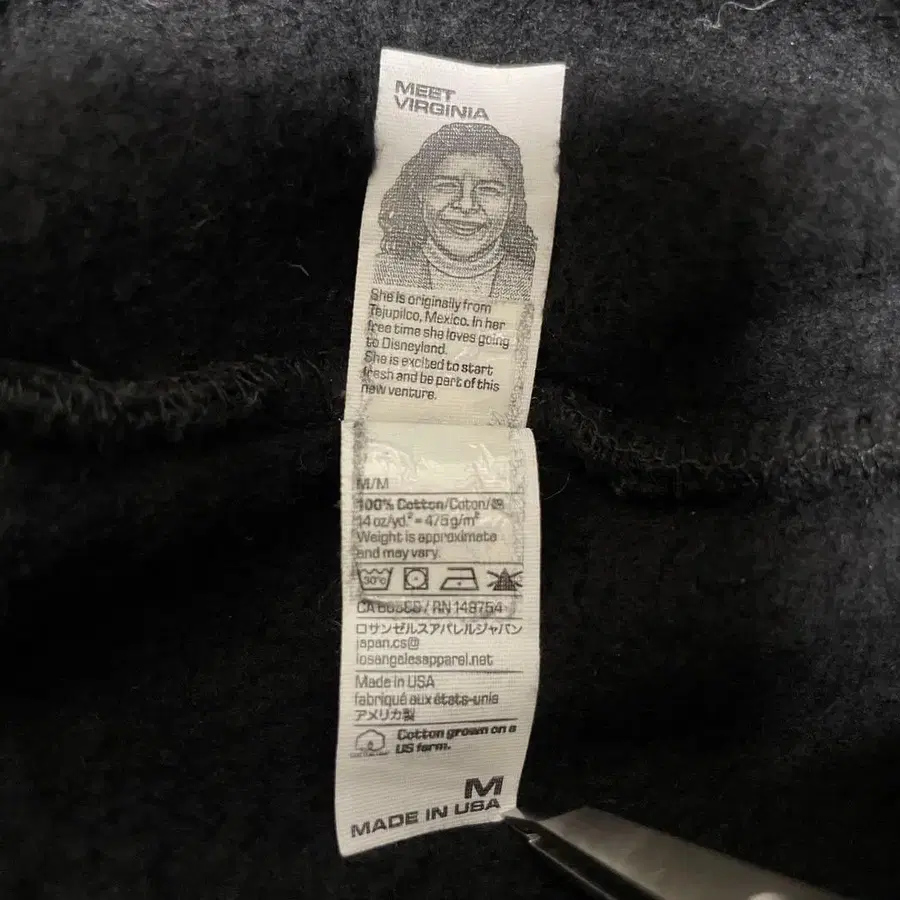 MEET
VIRGINIA
She is originally from
Tejupilco, Mexico. In her
free time she loves going
to Disneyland.
She is excited to start
fresh and be part of this
new venture.
M/M
100% Cotton/Coton/綿
14 oz/yd.² = 475 g/m²
Weight is approximate
and may vary.
30°C
CA / RN 149754
ロサンゼルスアパレルジャパン
japan.cs@
losangelesapparel.net
Made in USA
fabriqué aux états-unis
アメリカ製
Cotton grown on a
US farm.
M
MADE IN USA